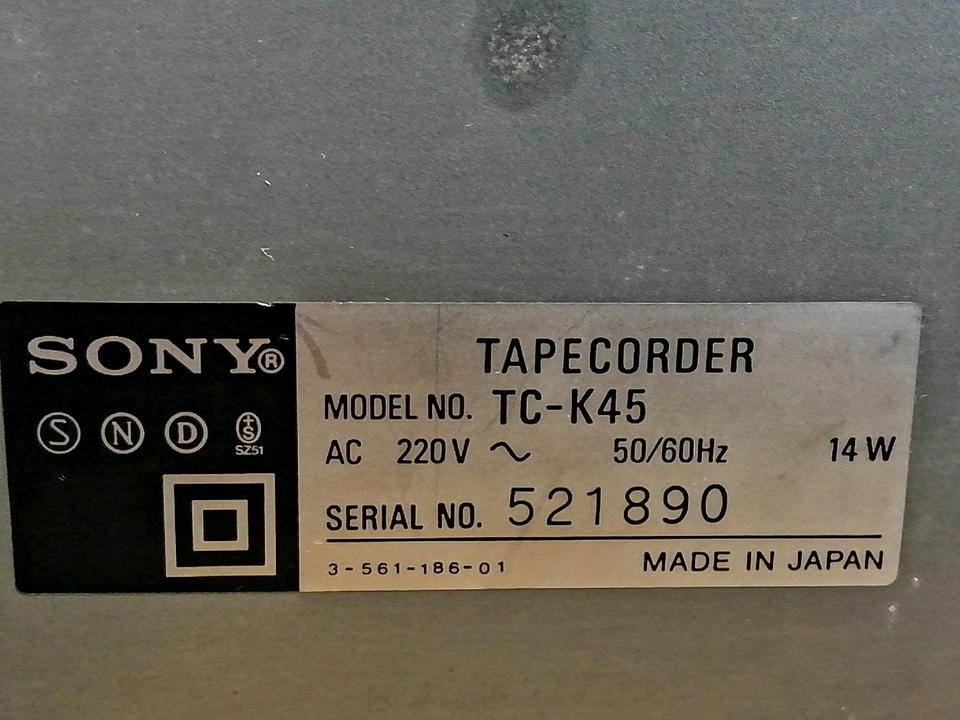 SONY®
S N D +S
SZ51
TAPECORDER
MODEL NO. TC-K45
AC 220V ~ 50/60Hz 14W
SERIAL NO. 521890
3-561-186-01
MADE IN JAPAN